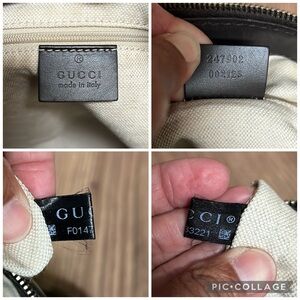 ®
GUCCI
made in italy
247902
002123
GU
F0147
CCI®
3221
PIC•COLLAGE